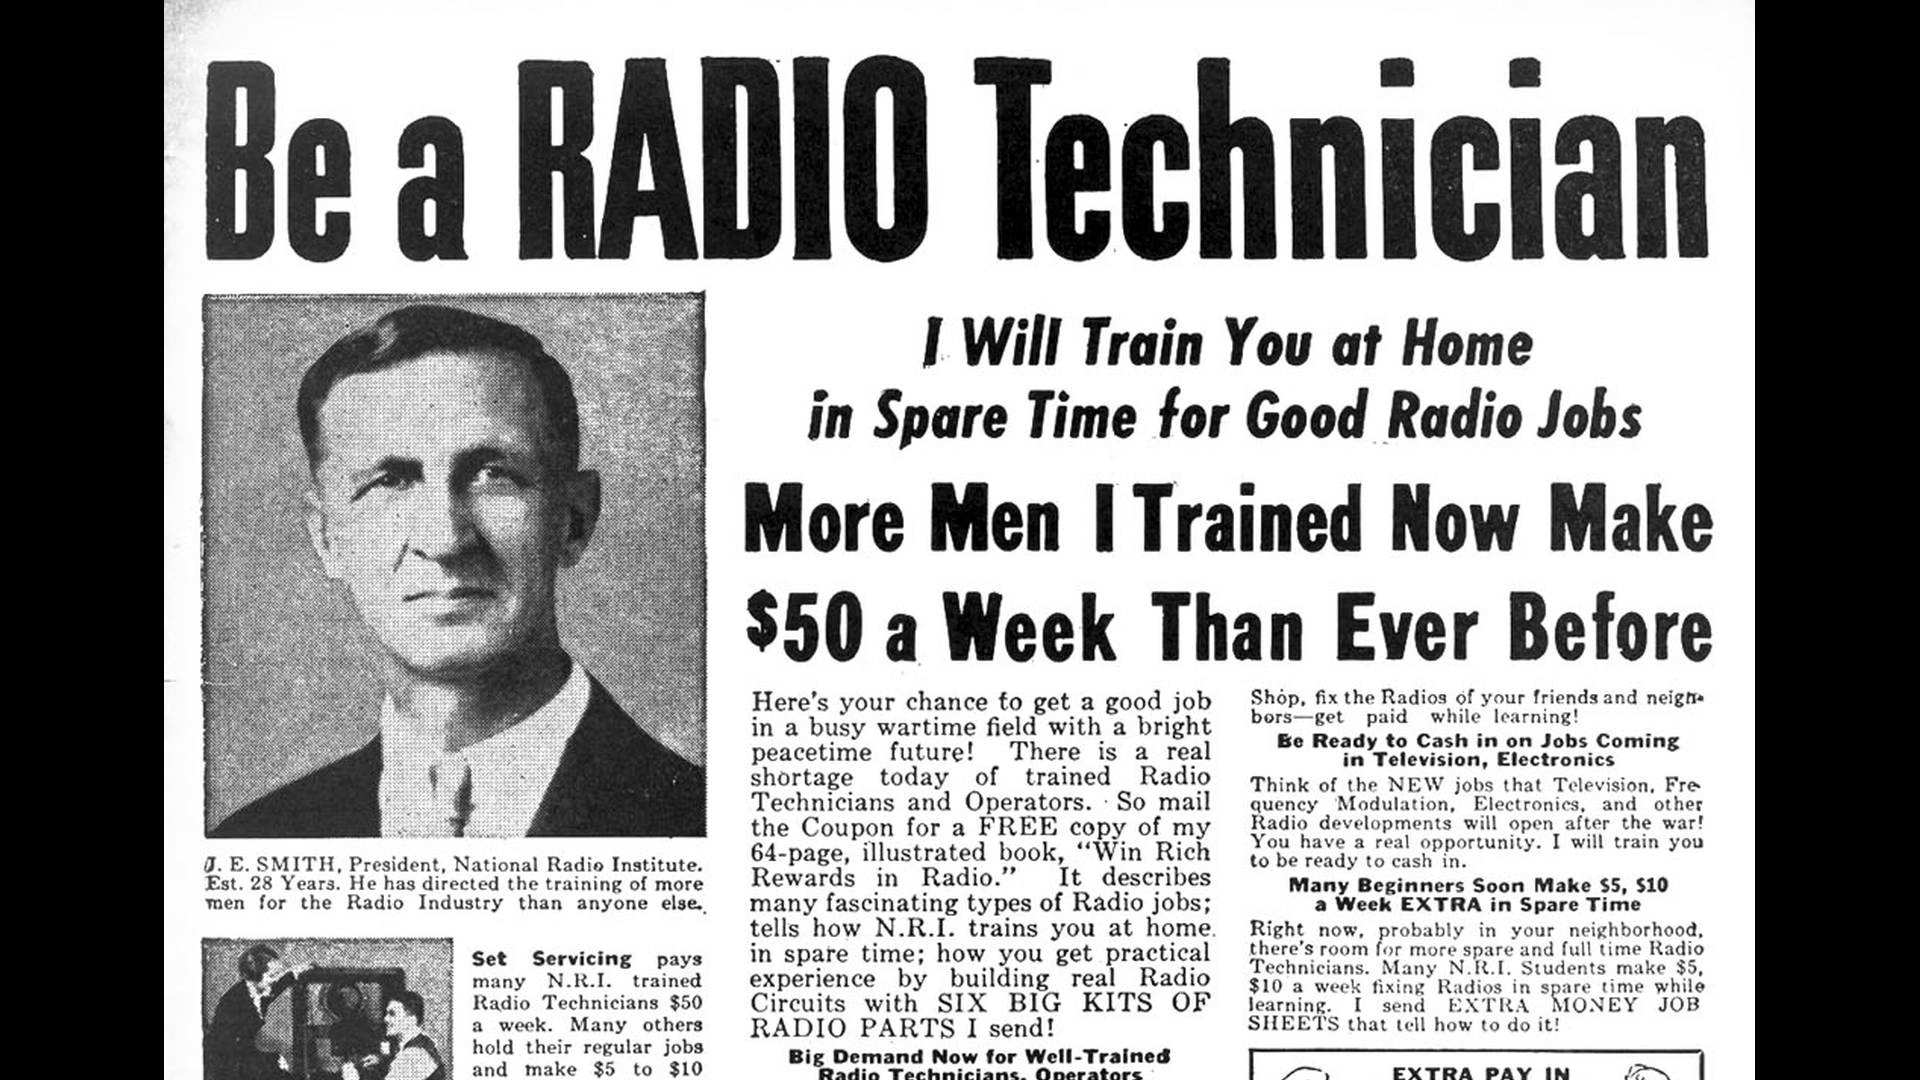 Be a RADIO Technician
I Will Train You at Home
in Spare Time for Good Radio Jobs
More Men I Trained Now Make
$50 a Week Than Ever Before
J. E. SMITH, President, National Radio Institute.
Est. 28 Years. He has directed the training of more
men for the Radio Industry than anyone else.
Set Servicing pays
many N.R.I. trained
Radio Technicians $50
a week. Many others
hold their regular jobs
and make $5 to $10
Here's your chance to get a good job
in a busy wartime field with a bright
peacetime future! There is a real
shortage today of trained Radio
Technicians and Operators. So mail
the Coupon for a FREE copy of my
64-page, illustrated book, “Win Rich
Rewards in Radio.” It describes
many fascinating types of Radio jobs;
tells how N.R.I. trains you at home
in spare time; how you get practical
experience by building real Radio
Circuits with SIX BIG KITS OF
RADIO PARTS I send!
Big Demand Now for Well-Trained
Radio Technicians, Operators
Shop, fix the Radios of your friends and neigh-
bors—get paid while learning!
Be Ready to Cash in on Jobs Coming
in Television, Electronics
Think of the NEW jobs that Television, Fre-
quency Modulation, Electronics, and other
Radio developments will open after the war!
You have a real opportunity. I will train you
to be ready to cash in.
Many Beginners Soon Make $5, $10
a Week EXTRA in Spare Time
Right now, probably in your neighborhood,
there's room for more spare and full time Radio
Technicians. Many N.R.I. Students make $5,
$10 a week fixing Radios in spare time while
learning. I send EXTRA MONEY JOB
SHEETS that tell how to do it!
EXTRA PAY IN